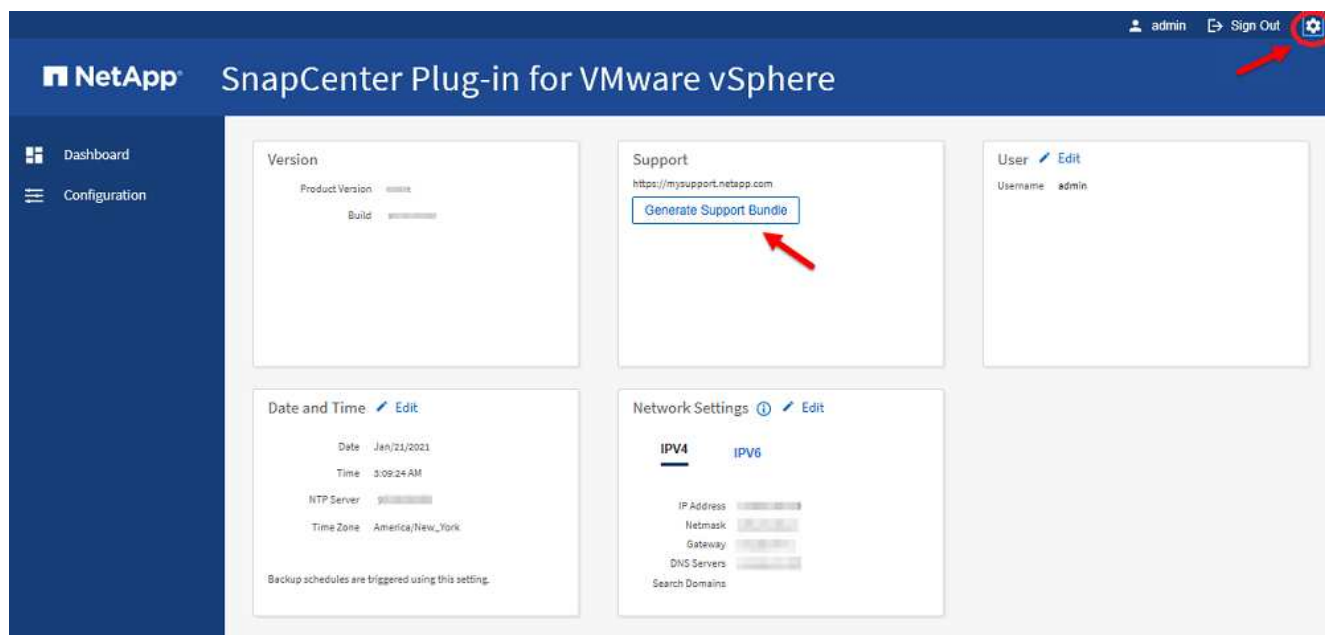 admin Sign Out
NetApp SnapCenter Plug-in for VMware vSphere
Dashboard
Configuration
Version
Product Version
Build
Support
https://mysupport.netapp.com
Generate Support Bundle
User Edit
Username admin
Date and Time Edit
Date Jan/21/2021
Time 3:09:24 AM
NTP Server
Time Zone America/New_York
Backup schedules are triggered using this setting.
Network Settings Edit
IPV4 IPV6
IP Address
Netmask
Gateway
DNS Servers
Search Domains